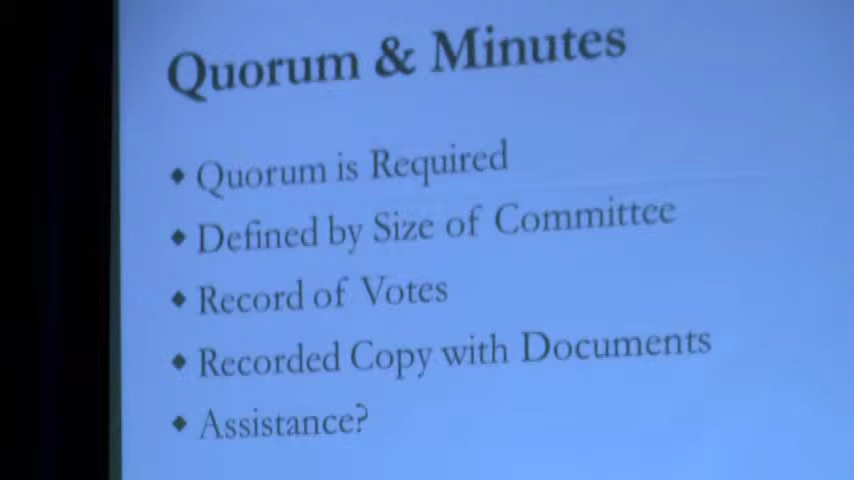 Quorum & Minutes
Quorum is Required
Defined by Size of Committee
Record of Votes
Recorded Copy with Documents
Assistance?